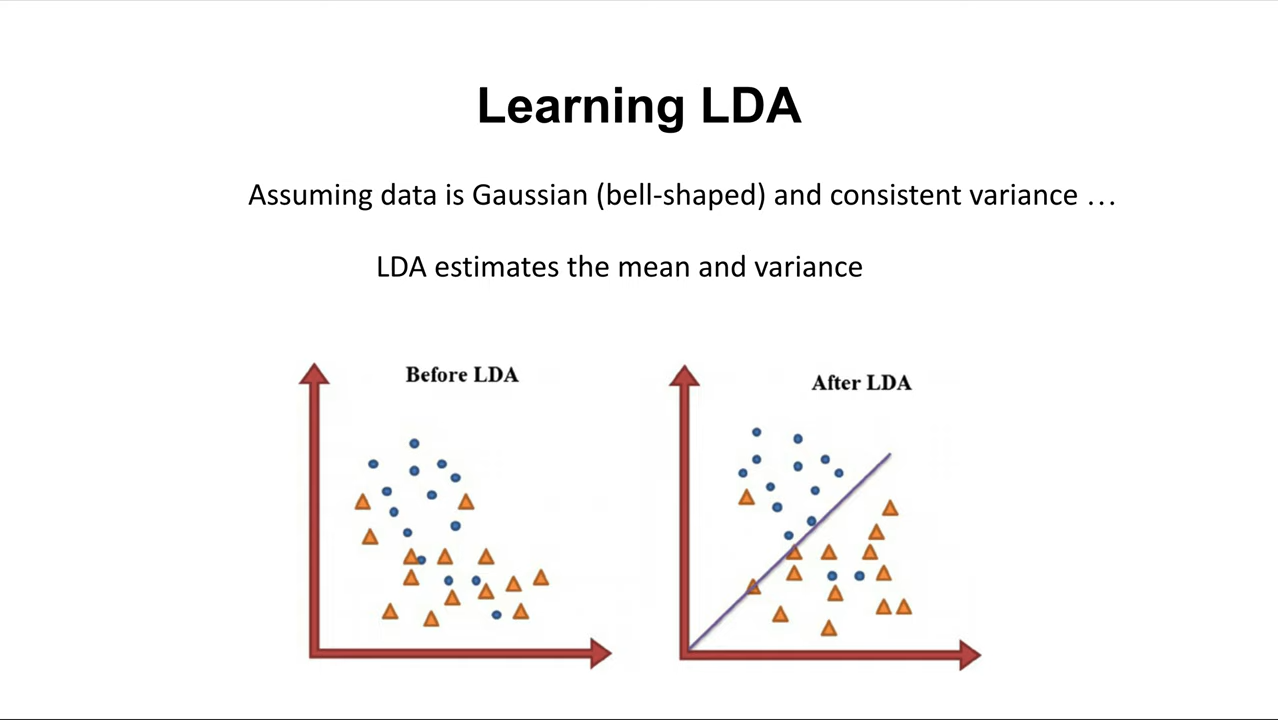 Learning LDA
Assuming data is Gaussian (bell-shaped) and consistent variance …
LDA estimates the mean and variance
Before LDA
After LDA